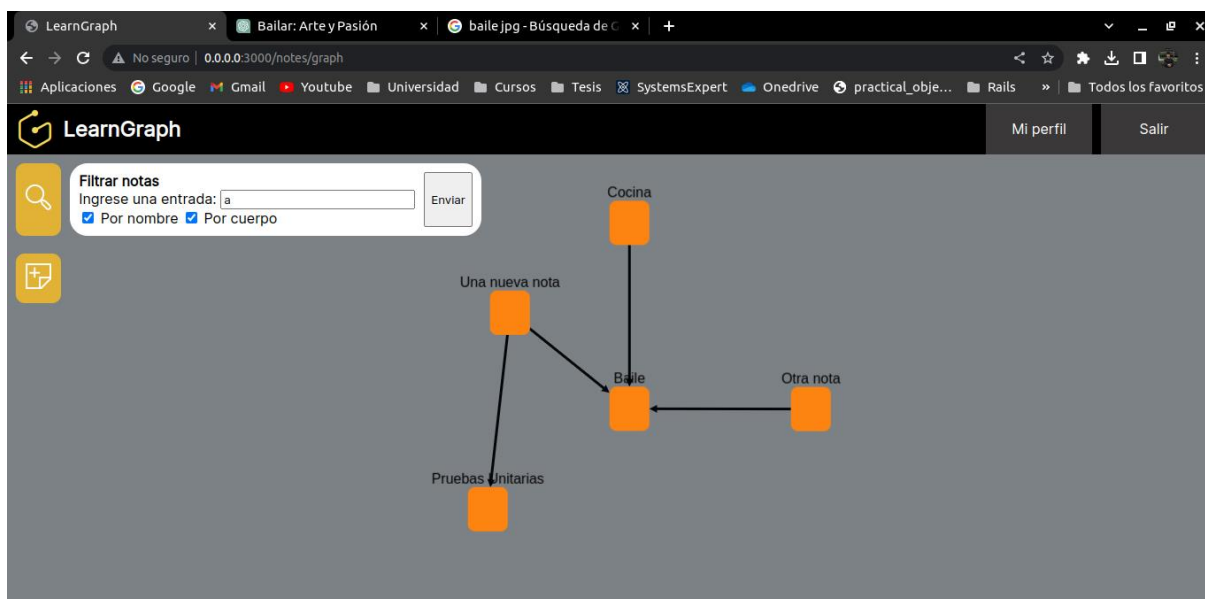 LearnGraph
Bailar: Arte y Pasión
baile jpg - Búsqueda de G
No seguro | 0.0.0.0:3000/notes/graph
Aplicaciones Google Gmail Youtube Universidad Cursos Tesis SystemsExpert Onedrive practical_obje... Rails » Todos los favoritos
LearnGraph
Mi perfil
Salir
Filtrar notas
Ingrese una entrada: a
Enviar
Por nombre Por cuerpo
Cocina
Una nueva nota
Baile
Otra nota
Pruebas Unitarias